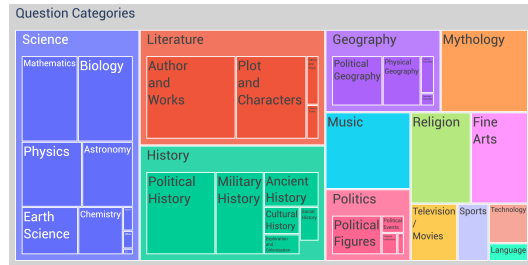 Question Categories
Science
Mathematics
Biology
Physics
Astronomy
Earth
Science
Chemistry
Literature
Author
and
Works
Plot
and
Characters
History
Political
History
Military
History
Ancient
History
Cultural
History
Social
History
Exploration and
Colonization
Geography
Political
Geography
Physical
Geography
Mythology
Music
Religion
Fine
Arts
Politics
Political
Figures
Political
Events
Television
/
Movies
Sports
Technology
Language